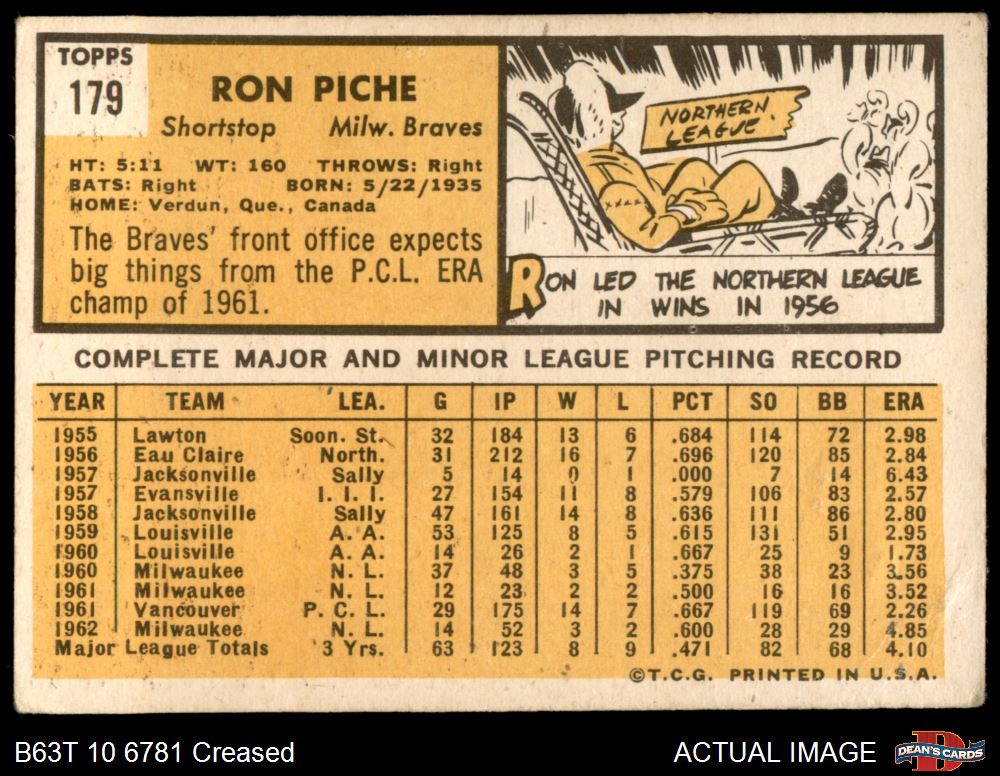 TOPPS
179
RON PICHE
Shortstop Milw. Braves
HT: 5:11 WT: 160 THROWS: Right
BATS: Right BORN: 5/22/1935
HOME: Verdun, Que., Canada
The Braves' front office expects
big things from the P.C.L. ERA
champ of 1961.
NORTHERN
LEAGUE.
RON LED THE NORTHERN LEAGUE
IN WINS IN 1956
COMPLETE MAJOR AND MINOR LEAGUE PITCHING RECORD
YEAR TEAM LEA. G IP W L PCT SO BB ERA
1955 Lawton Soon. St. 32 184 13 6 .684 114 72 2.98
1956 Eau Claire North. 31 212 16 7 .696 120 85 2.84
1957 Jacksonville Sally 5 14 0 1 .000 7 14 6.43
1957 Evansville I. I. I. 27 154 11 8 .579 106 83 2.57
1958 Jacksonville Sally 47 161 14 8 .636 111 86 2.80
1959 Louisville A. A. 53 125 8 5 .615 131 51 2.95
1960 Louisville A. A. 14 26 2 1 .667 25 9 1.73
1960 Milwaukee N. L. 37 48 3 5 .375 38 23 3.56
1961 Milwaukee N. L. 12 23 2 2 .500 16 16 3.52
1961 Vancouver P. C. L. 29 175 14 7 .667 119 69 2.26
1962 Milwaukee N. L. 14 52 3 2 .600 28 29 4.85
Major League Totals 3 Yrs. 63 123 8 9 .471 82 68 4.10
©T.C.G. PRINTED IN U.S.A.
B63T 10 6781 Creased
ACTUAL IMAGE
D
DEAN'S CARDS